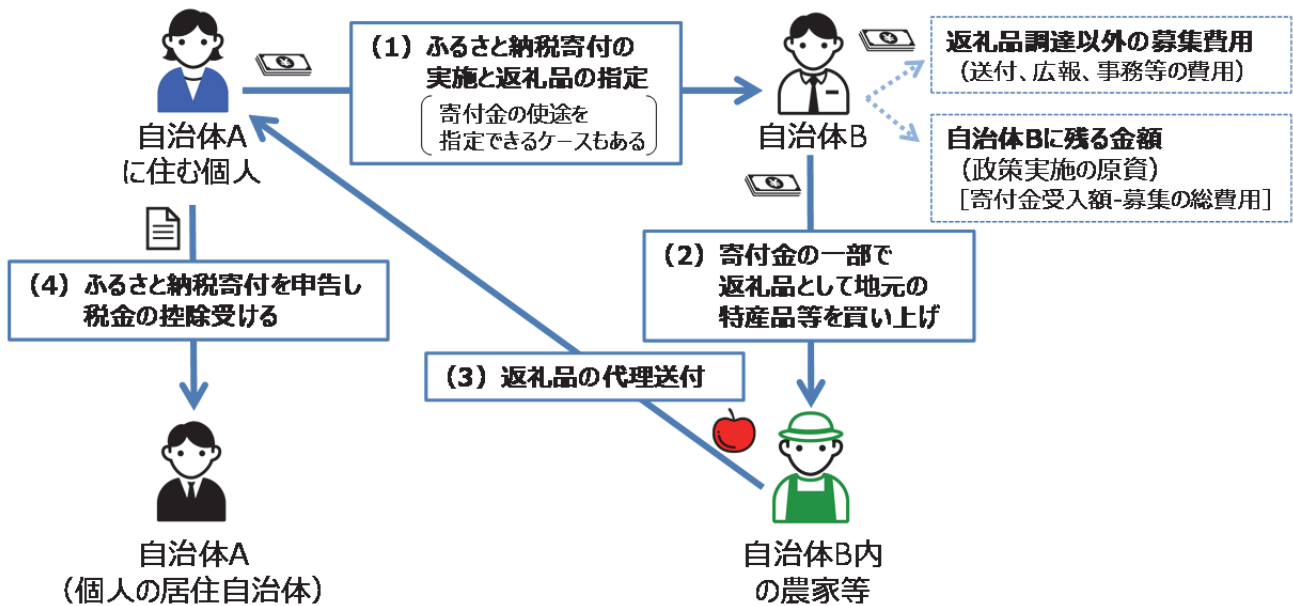 (1) ふるさと納税寄付の
実施と返礼品の指定
寄付金の使途を
指定できるケースもある
返礼品調達以外の募集費用
（送付、広報、事務等の費用）
自治体A
に住む個人
自治体B
自治体Bに残る金額
（政策実施の原資）
[寄付金受入額-募集の総費用]
(2) 寄付金の一部で
返礼品として地元の
特産品等を買い上げ
(4) ふるさと納税寄付を申告し
税金の控除受ける
(3) 返礼品の代理送付
自治体A
（個人の居住自治体）
自治体B内
の農家等